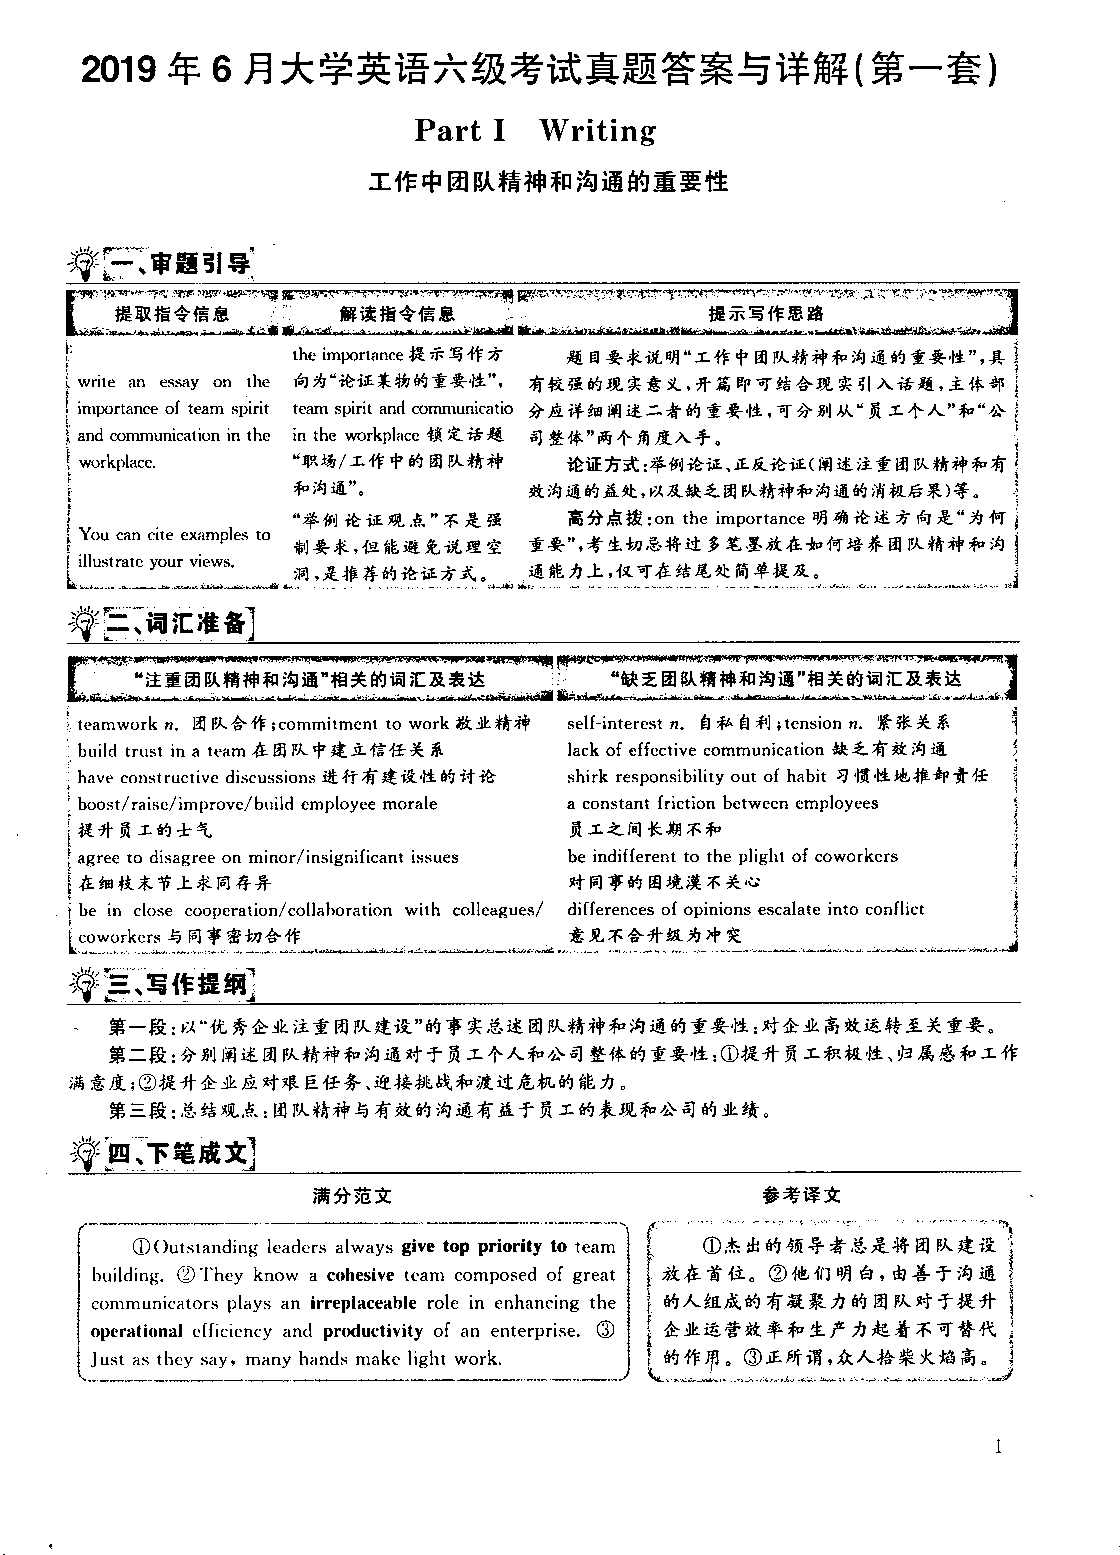 2019年6月大学英语六级考试真题答案与详解(第一套)
Part I Writing
工作中团队精神和沟通的重要性
一、审题引导
提取指令信息 解读指令信息 提示写作思路
write an essay on the
importance of team spirit
and communication in the
workplace.
the importance 提示写作方
向为“论证某物的重要性”,
team spirit and communicatio
in the workplace 锁定话题
“职场/工作中的团队精神
和沟通”。
题目要求说明“工作中团队精神和沟通的重要性”,具
有较强的现实意义,开篇即可结合现实引入话题,主体部
分应详细阐述二者的重要性,可分别从“员工个人”和“公
司整体”两个角度入手。
论证方式:举例论证、正反论证(阐述注重团队精神和有
效沟通的益处,以及缺乏团队精神和沟通的消极后果)等。
高分点拨:on the importance 明确论述方向是“为何
重要”,考生切忌将过多笔墨放在如何培养团队精神和沟
通能力上,仅可在结尾处简单提及。
You can cite examples to
illustrate your views.
“举例论证观点”不是强
制要求,但能避免说理空
洞,是推荐的论证方式。
二、词汇准备
“注重团队精神和沟通”相关的词汇及表达 “缺乏团队精神和沟通”相关的词汇及表达
teamwork n. 团队合作;commitment to work 敬业精神
build trust in a team 在团队中建立信任关系
have constructive discussions 进行有建设性的讨论
boost/raise/improve/build employee morale
提升员工的士气
agree to disagree on minor/insignificant issues
在细枝末节上求同存异
be in close cooperation/collaboration with colleagues/
coworkers 与同事密切合作
self-interest n. 自私自利;tension n. 紧张关系
lack of effective communication 缺乏有效沟通
shirk responsibility out of habit 习惯性地推卸责任
a constant friction between employees
员工之间长期不和
be indifferent to the plight of coworkers
对同事的困境漠不关心
differences of opinions escalate into conflict
意见不合升级为冲突
三、写作提纲
第一段:以“优秀企业注重团队建设”的事实总述团队精神和沟通的重要性:对企业高效运转至关重要。
第二段:分别阐述团队精神和沟通对于员工个人和公司整体的重要性:①提升员工积极性、归属感和工作
满意度;②提升企业应对艰巨任务、迎接挑战和渡过危机的能力。
第三段:总结观点:团队精神与有效的沟通有益于员工的表现和公司的业绩。
四、下笔成文
满分范文
①Outstanding leaders always give top priority to team
building. ②They know a cohesive team composed of great
communicators plays an irreplaceable role in enhancing the
operational efficiency and productivity of an enterprise. ③
Just as they say, many hands make light work.
参考译文
①杰出的领导者总是将团队建设
放在首位。②他们明白,由善于沟通
的人组成的有凝聚力的团队对于提升
企业运营效率和生产力起着不可替代
的作用。③正所谓,众人拾柴火焰高。
1